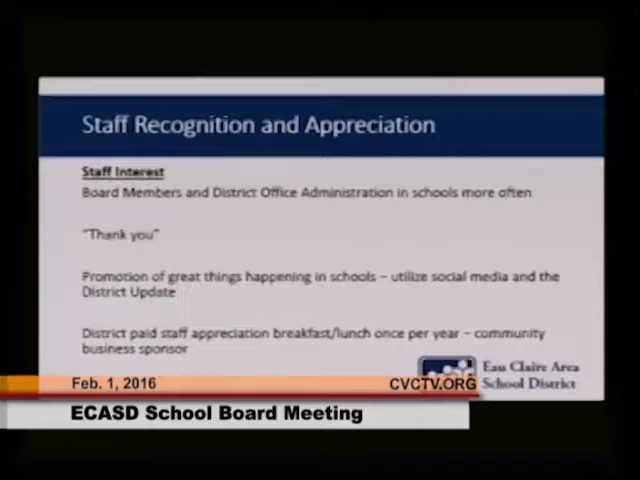 Staff Recognition and Appreciation
Staff Interest
Board Members and District Office Administration in schools more often
"Thank you"
Promotion of great things happening in schools – utilize social media and the
District Update
District paid staff appreciation breakfast/lunch once per year – community
business sponsor
Eau Claire Area
School District
Feb. 1, 2016
CVCTV.ORG
ECASD School Board Meeting